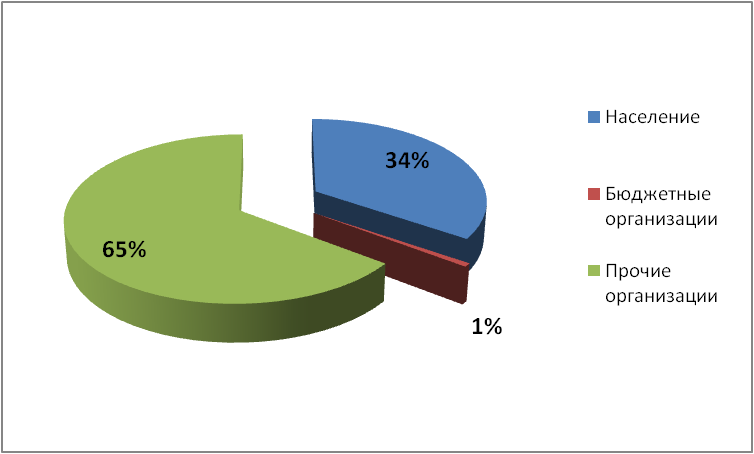 34%
65%
1%
Население
Бюджетные
организации
Прочие
организации